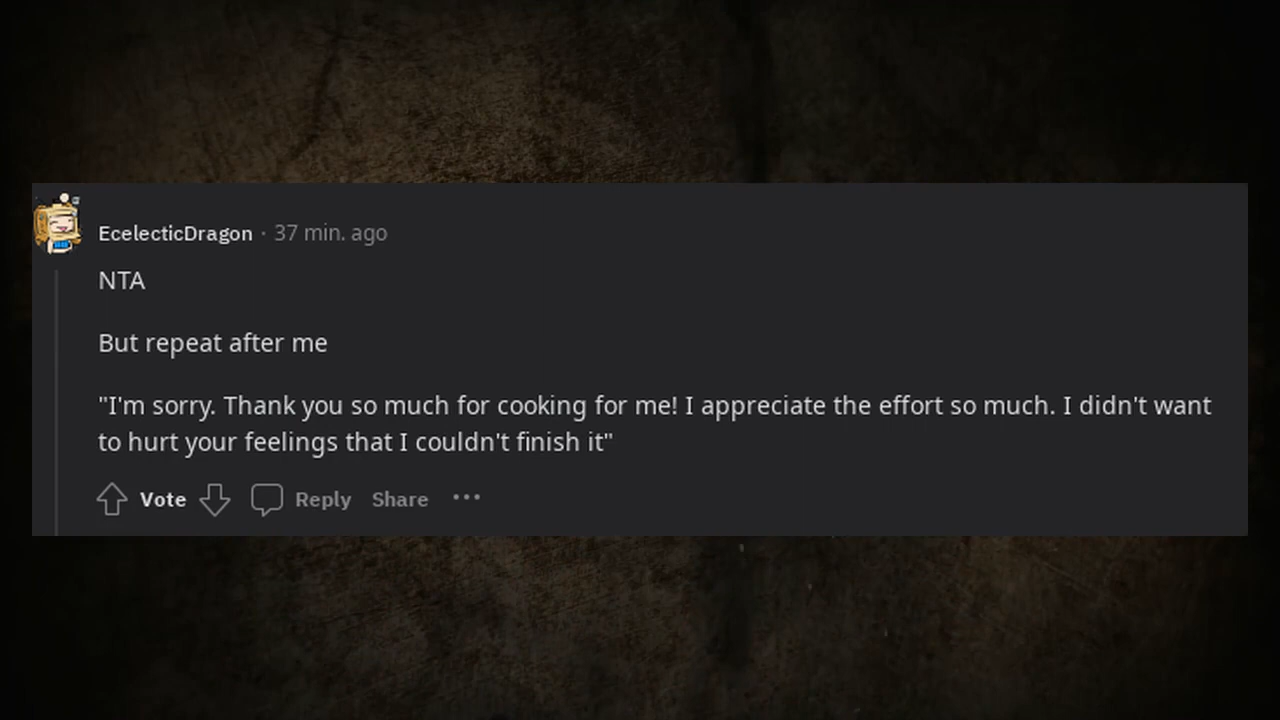 EcelecticDragon · 37 min. ago
NTA
But repeat after me
"I'm sorry. Thank you so much for cooking for me! I appreciate the effort so much. I didn't want
to hurt your feelings that I couldn't finish it"
Vote Reply Share ···